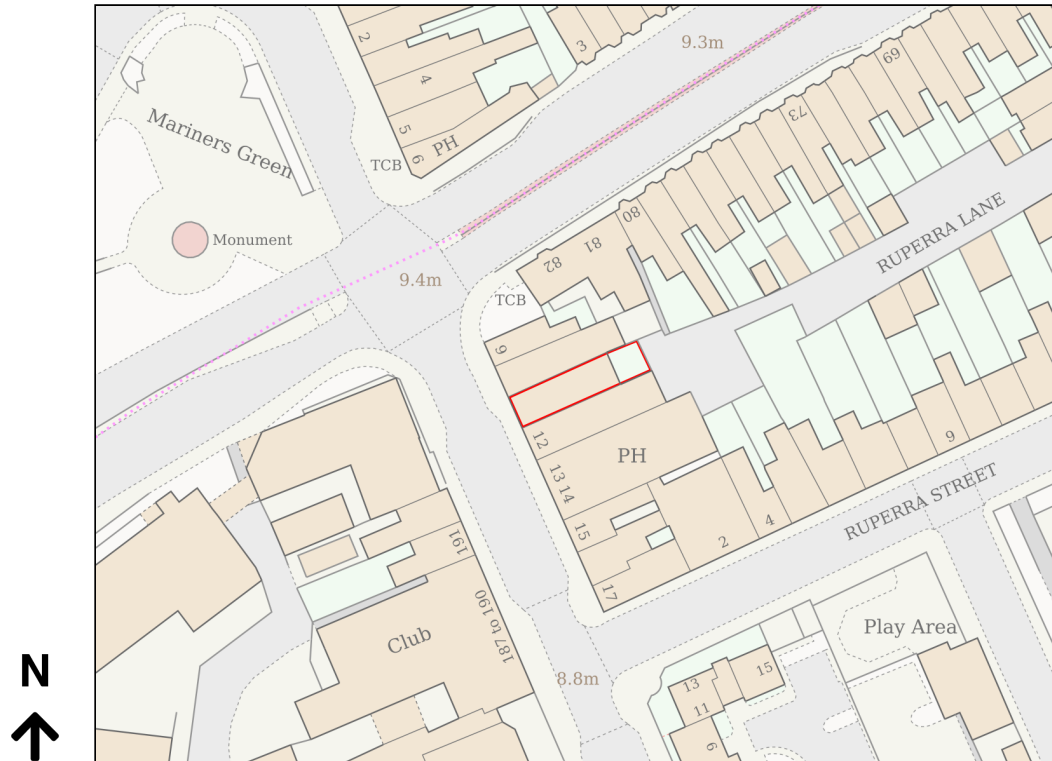 2
3
9.3m
4
69
5
6
PH
73
TCB
Mariners Green
80
RUPERRA LANE
Monument
81
82
9.4m
TCB
9
12
PH
9
13
14
RUPERRA STREET
15
4
2
191
17
187 to 190
Club
Play Area
N
8.8m
15
13
11
9